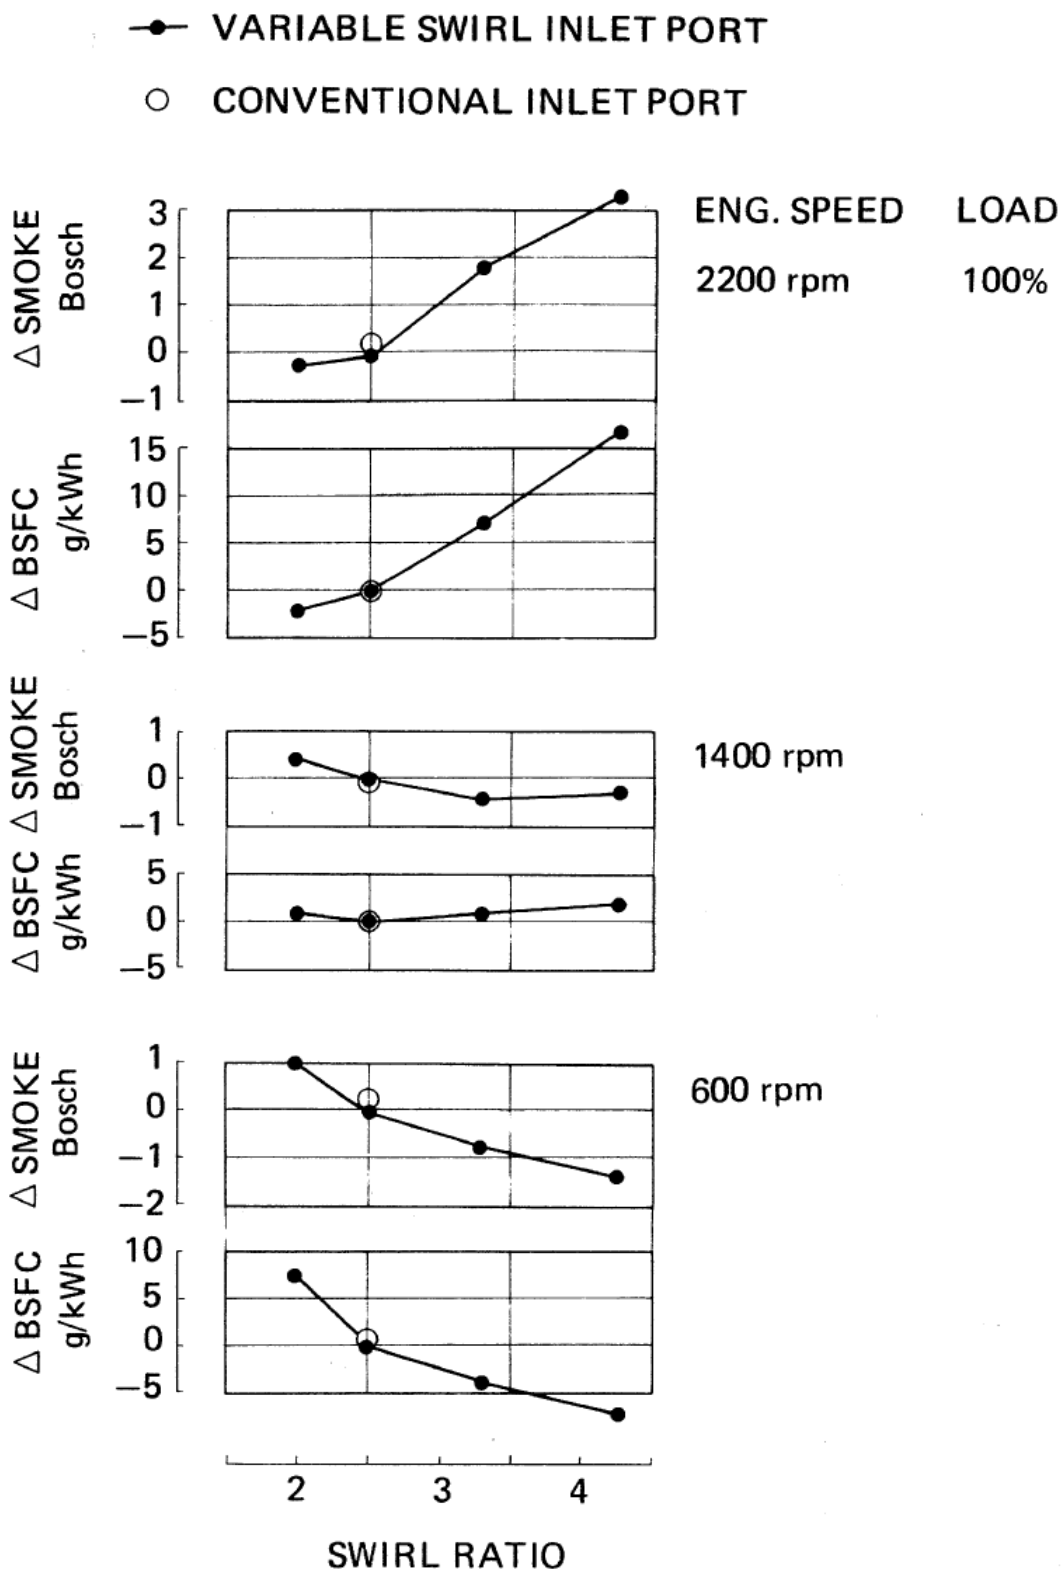 VARIABLE SWIRL INLET PORT
CONVENTIONAL INLET PORT
ENG. SPEED LOAD
2200 rpm 100%
Δ SMOKE
Bosch
3
2
1
0
−1
Δ BSFC
g/kWh
15
10
5
0
−5
1400 rpm
Δ SMOKE
Bosch
1
0
−1
Δ BSFC
g/kWh
5
0
−5
600 rpm
Δ SMOKE
Bosch
1
0
−1
−2
Δ BSFC
g/kWh
10
5
0
−5
2 3 4
SWIRL RATIO